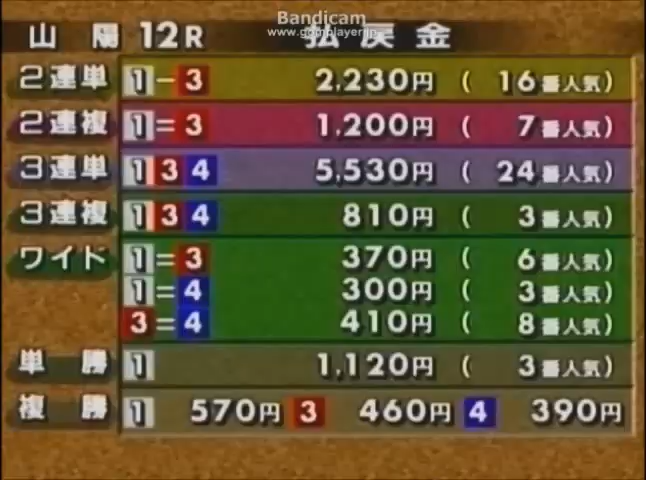 Bandicam
www.gomplayer.jp
山陽 12R 払戻金
2連単 1-3 2,230円 ( 16番人気)
2連複 1=3 1,200円 ( 7番人気)
3連単 1 3 4 5,530円 ( 24番人気)
3連複 1 3 4 810円 ( 3番人気)
ワイド 1=3 370円 ( 6番人気)
1=4 300円 ( 3番人気)
3=4 410円 ( 8番人気)
単勝 1 1,120円 ( 3番人気)
複勝 1 570円 3 460円 4 390円